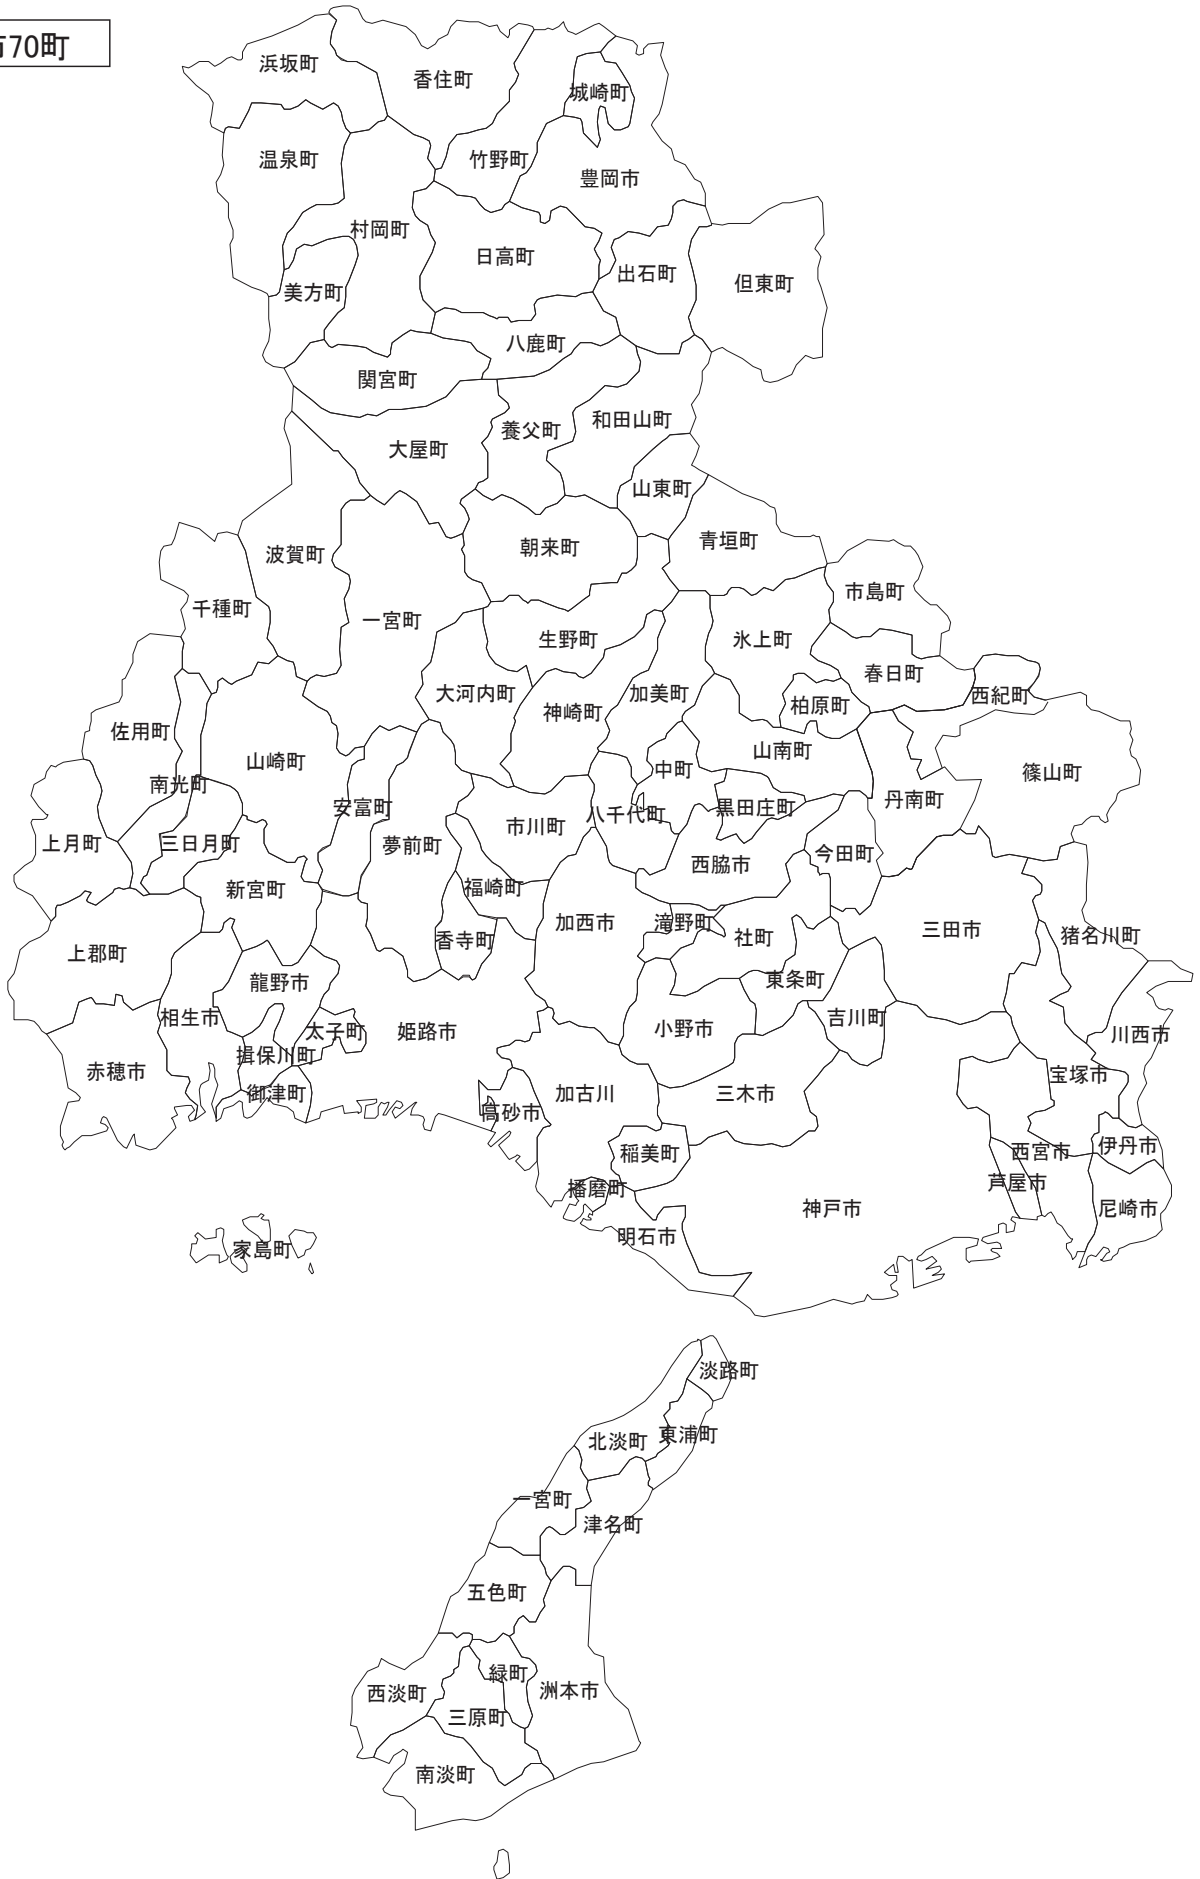 市70町
浜坂町
香住町
城崎町
温泉町
竹野町
豊岡市
村岡町
日高町
出石町
但東町
美方町
八鹿町
関宮町
養父町
和田山町
大屋町
山東町
青垣町
波賀町
朝来町
市島町
千種町
一宮町
生野町
氷上町
春日町
大河内町
加美町
西紀町
神崎町
柏原町
佐用町
山南町
山崎町
中町
篠山町
南光町
安富町
八千代町
黒田庄町
丹南町
市川町
上月町
三日月町
夢前町
今田町
西脇市
新宮町
福崎町
加西市
滝野町
三田市
香寺町
社町
猪名川町
上郡町
龍野市
東条町
相生市
太子町
姫路市
小野市
吉川町
川西市
揖保川町
赤穂市
宝塚市
御津町
加古川
三木市
高砂市
稲美町
西宮市
伊丹市
芦屋市
播磨町
神戸市
尼崎市
明石市
家島町
淡路町
東浦町
北淡町
一宮町
津名町
五色町
緑町
洲本市
西淡町
三原町
南淡町